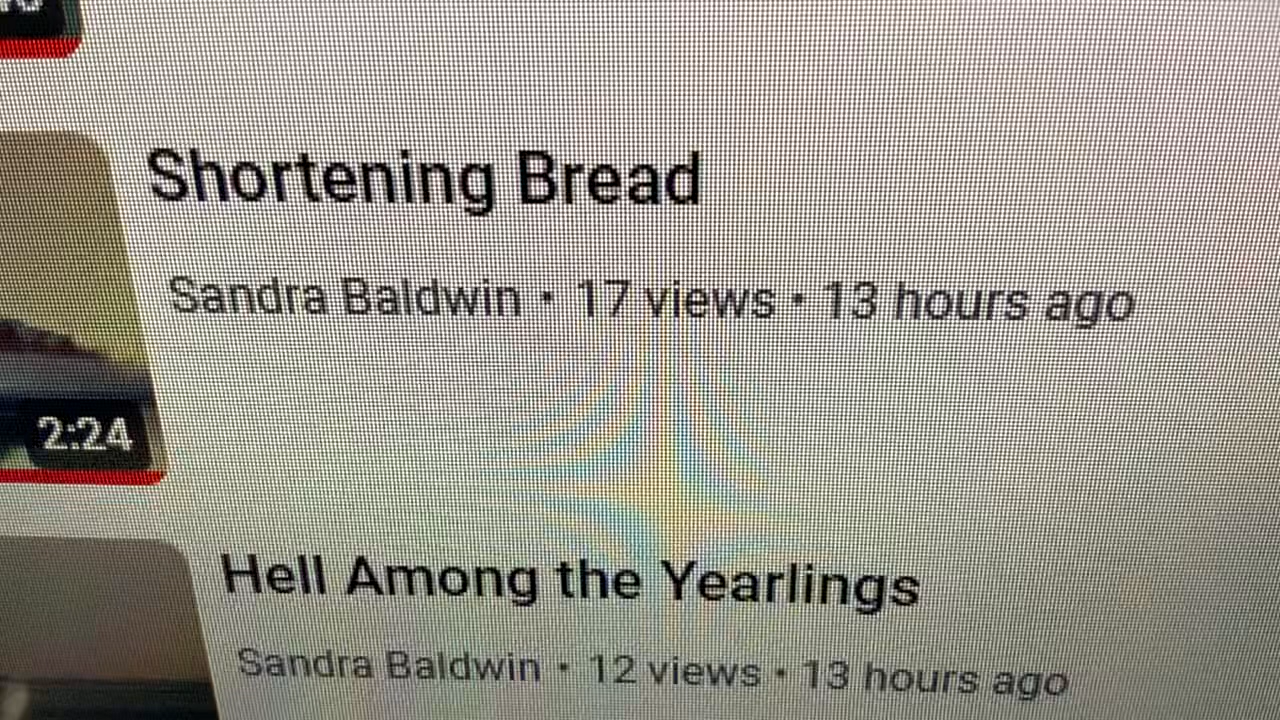 Shortening Bread
Sandra Baldwin • 17 views • 13 hours ago
2:24
Hell Among the Yearlings
Sandra Baldwin • 12 views • 13 hours ago